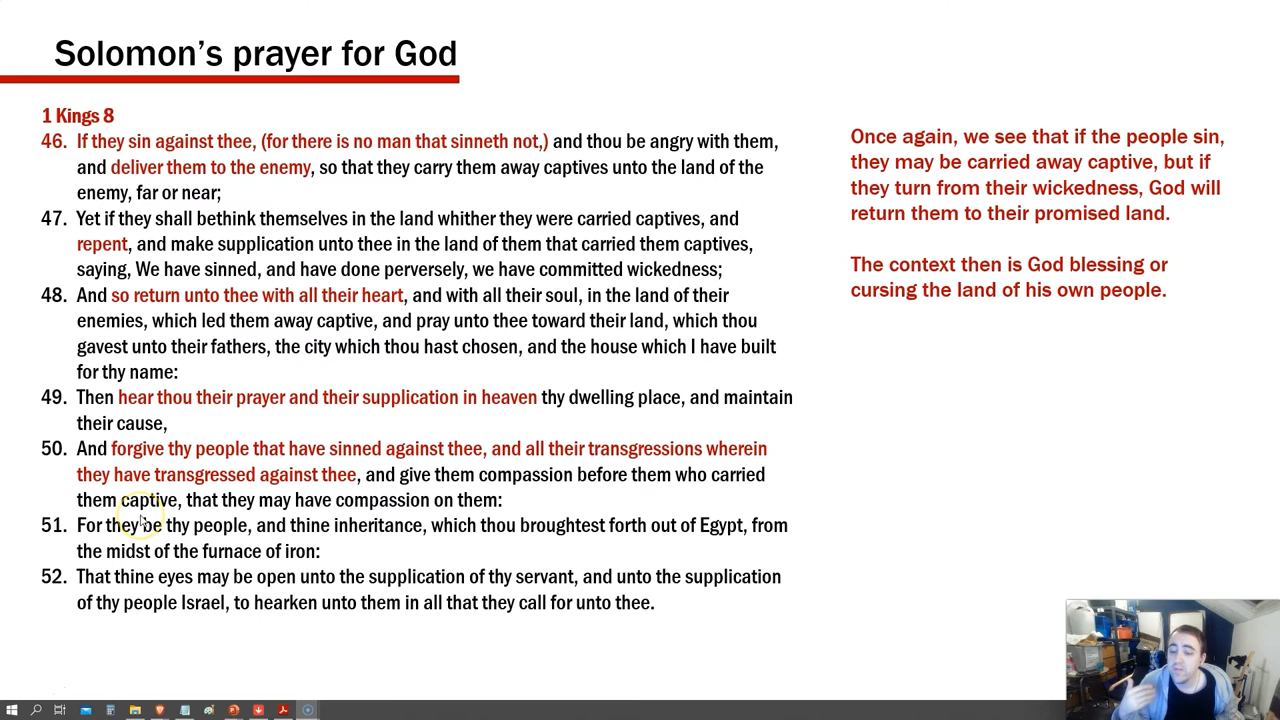 Solomon's prayer for God
1 Kings 8
46. If they sin against thee, (for there is no man that sinneth not,) and thou be angry with them,
and deliver them to the enemy, so that they carry them away captives unto the land of the
enemy, far or near;
47. Yet if they shall bethink themselves in the land whither they were carried captives, and
repent, and make supplication unto thee in the land of them that carried them captives,
saying, We have sinned, and have done perversely, we have committed wickedness;
48. And so return unto thee with all their heart, and with all their soul, in the land of their
enemies, which led them away captive, and pray unto thee toward their land, which thou
gavest unto their fathers, the city which thou hast chosen, and the house which I have built
for thy name:
49. Then hear thou their prayer and their supplication in heaven thy dwelling place, and maintain
their cause,
50. And forgive thy people that have sinned against thee, and all their transgressions wherein
they have transgressed against thee, and give them compassion before them who carried
them captive, that they may have compassion on them:
51. For they be thy people, and thine inheritance, which thou broughtest forth out of Egypt, from
the midst of the furnace of iron:
52. That thine eyes may be open unto the supplication of thy servant, and unto the supplication
of thy people Israel, to hearken unto them in all that they call for unto thee.
Once again, we see that if the people sin,
they may be carried away captive, but if
they turn from their wickedness, God will
return them to their promised land.
The context then is God blessing or
cursing the land of his own people.